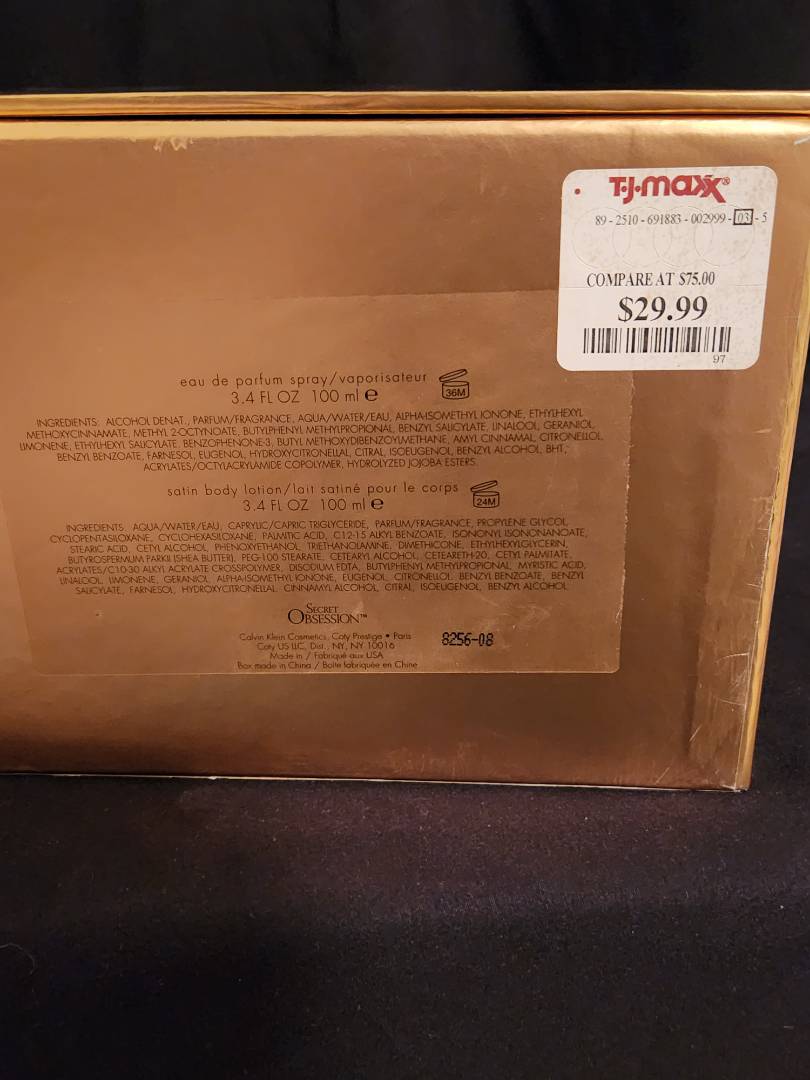 T·J·maxx®
89-2510-691883-002999-03-5
COMPARE AT $75.00
$29.99
97
eau de parfum spray/vaporisateur
36M
3.4 FL OZ 100 ml e
INGREDIENTS: ALCOHOL DENAT., PARFUM/FRAGRANCE, AQUA/WATER/EAU, ALPHA-ISOMETHYL IONONE, ETHYLHEXYL
METHOXYCINNAMATE, METHYL 2-OCTYNOATE, BUTYLPHENYL METHYLPROPIONAL, BENZYL SALICYLATE, LINALOOL, GERANIOL,
LIMONENE, ETHYLHEXYL SALICYLATE, BENZOPHENONE-3, BUTYL METHOXYDIBENZOYLMETHANE, AMYL CINNAMAL, CITRONELLOL,
BENZYL BENZOATE, FARNESOL, EUGENOL, HYDROXYCITRONELLAL, CITRAL, ISOEUGENOL, BENZYL ALCOHOL, BHT,
ACRYLATES/OCTYLACRYLAMIDE COPOLYMER, HYDROLYZED JOJOBA ESTERS.
satin body lotion/lait satiné pour le corps
24M
3.4 FL OZ 100 ml e
INGREDIENTS: AQUA/WATER/EAU, CAPRYLIC/CAPRIC TRIGLYCERIDE, PARFUM/FRAGRANCE, PROPYLENE GLYCOL,
CYCLOPENTASILOXANE, CYCLOHEXASILOXANE, PALMITIC ACID, C12-15 ALKYL BENZOATE, ISONONYL ISONONANOATE,
STEARIC ACID, CETYL ALCOHOL, PHENOXYETHANOL, TRIETHANOLAMINE, DIMETHICONE, ETHYLHEXYLGLYCERIN,
BUTYROSPERMUM PARKII (SHEA BUTTER), PEG-100 STEARATE, CETEARYL ALCOHOL, CETEARETH-20, CETYL PALMITATE,
ACRYLATES/C10-30 ALKYL ACRYLATE CROSSPOLYMER, DISODIUM EDTA, BUTYLPHENYL METHYLPROPIONAL, MYRISTIC ACID,
LINALOOL, LIMONENE, GERANIOL, ALPHA-ISOMETHYL IONONE, EUGENOL, CITRONELLOL, BENZYL BENZOATE, BENZYL
SALICYLATE, FARNESOL, HYDROXYCITRONELLAL, CINNAMYL ALCOHOL, CITRAL, ISOEUGENOL, BENZYL ALCOHOL.
SECRET
OBSESSION™
Calvin Klein Cosmetics, Coty Prestige • Paris
Coty US LLC, Dist., NY, NY 10016
Made in / Fabriqué aux USA
Box made in China / Boîte fabriquée en Chine
8256-08